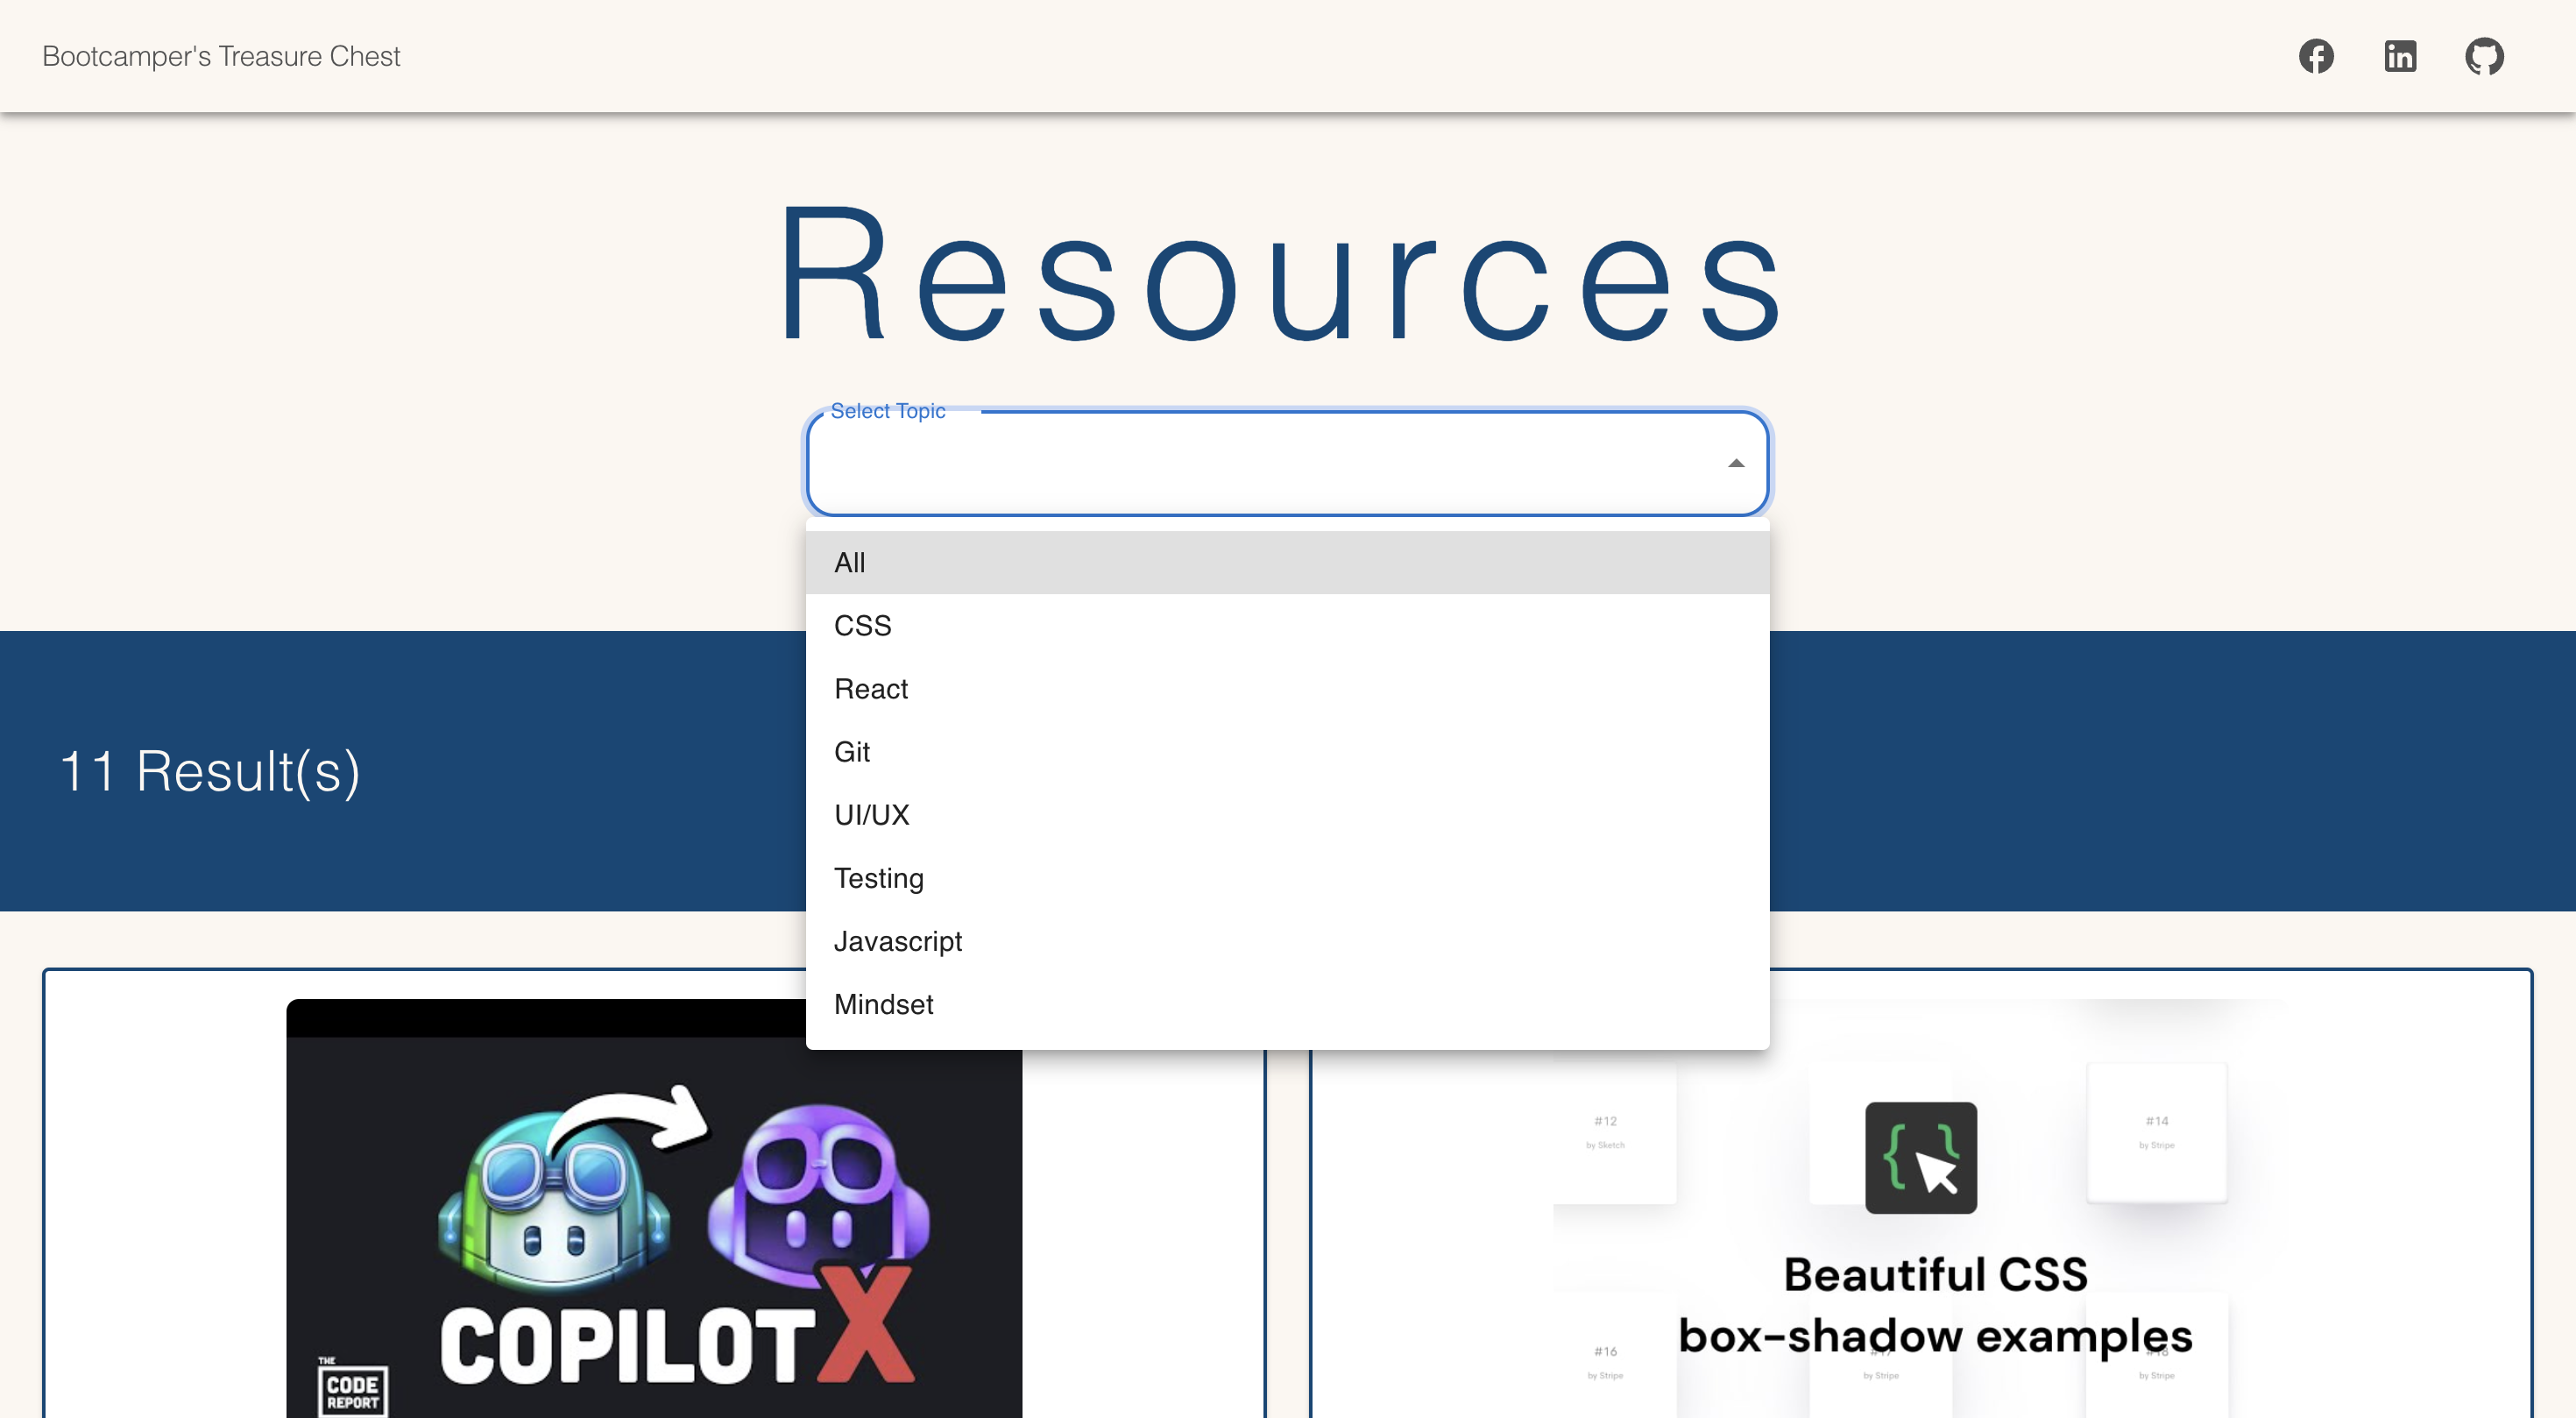 Bootcamper's Treasure Chest
Resources
Select Topic
All
CSS
React
Git
UI/UX
Testing
Javascript
Mindset
11 Result(s)
COPILOT X
THE
CODE
REPORT
#12
by Sketch
#14
by Stripe
{ }
Beautiful CSS
box-shadow examples
#16
by Stripe
#17
by Stripe
#18
by Stripe